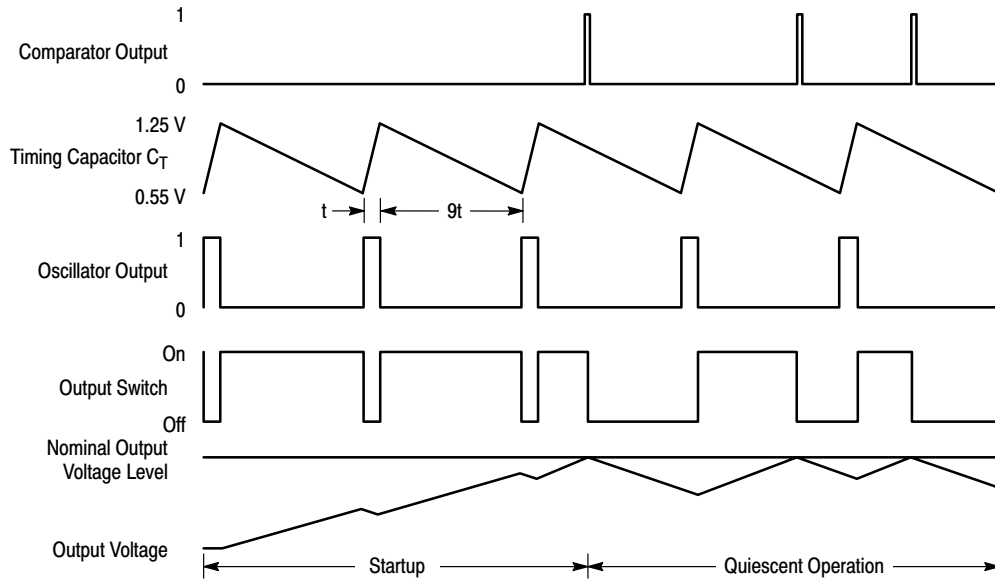 1
Comparator Output
0
1.25 V
Timing Capacitor CT
0.55 V
t
9t
1
Oscillator Output
0
On
Output Switch
Off
Nominal Output
Voltage Level
Output Voltage
Startup
Quiescent Operation